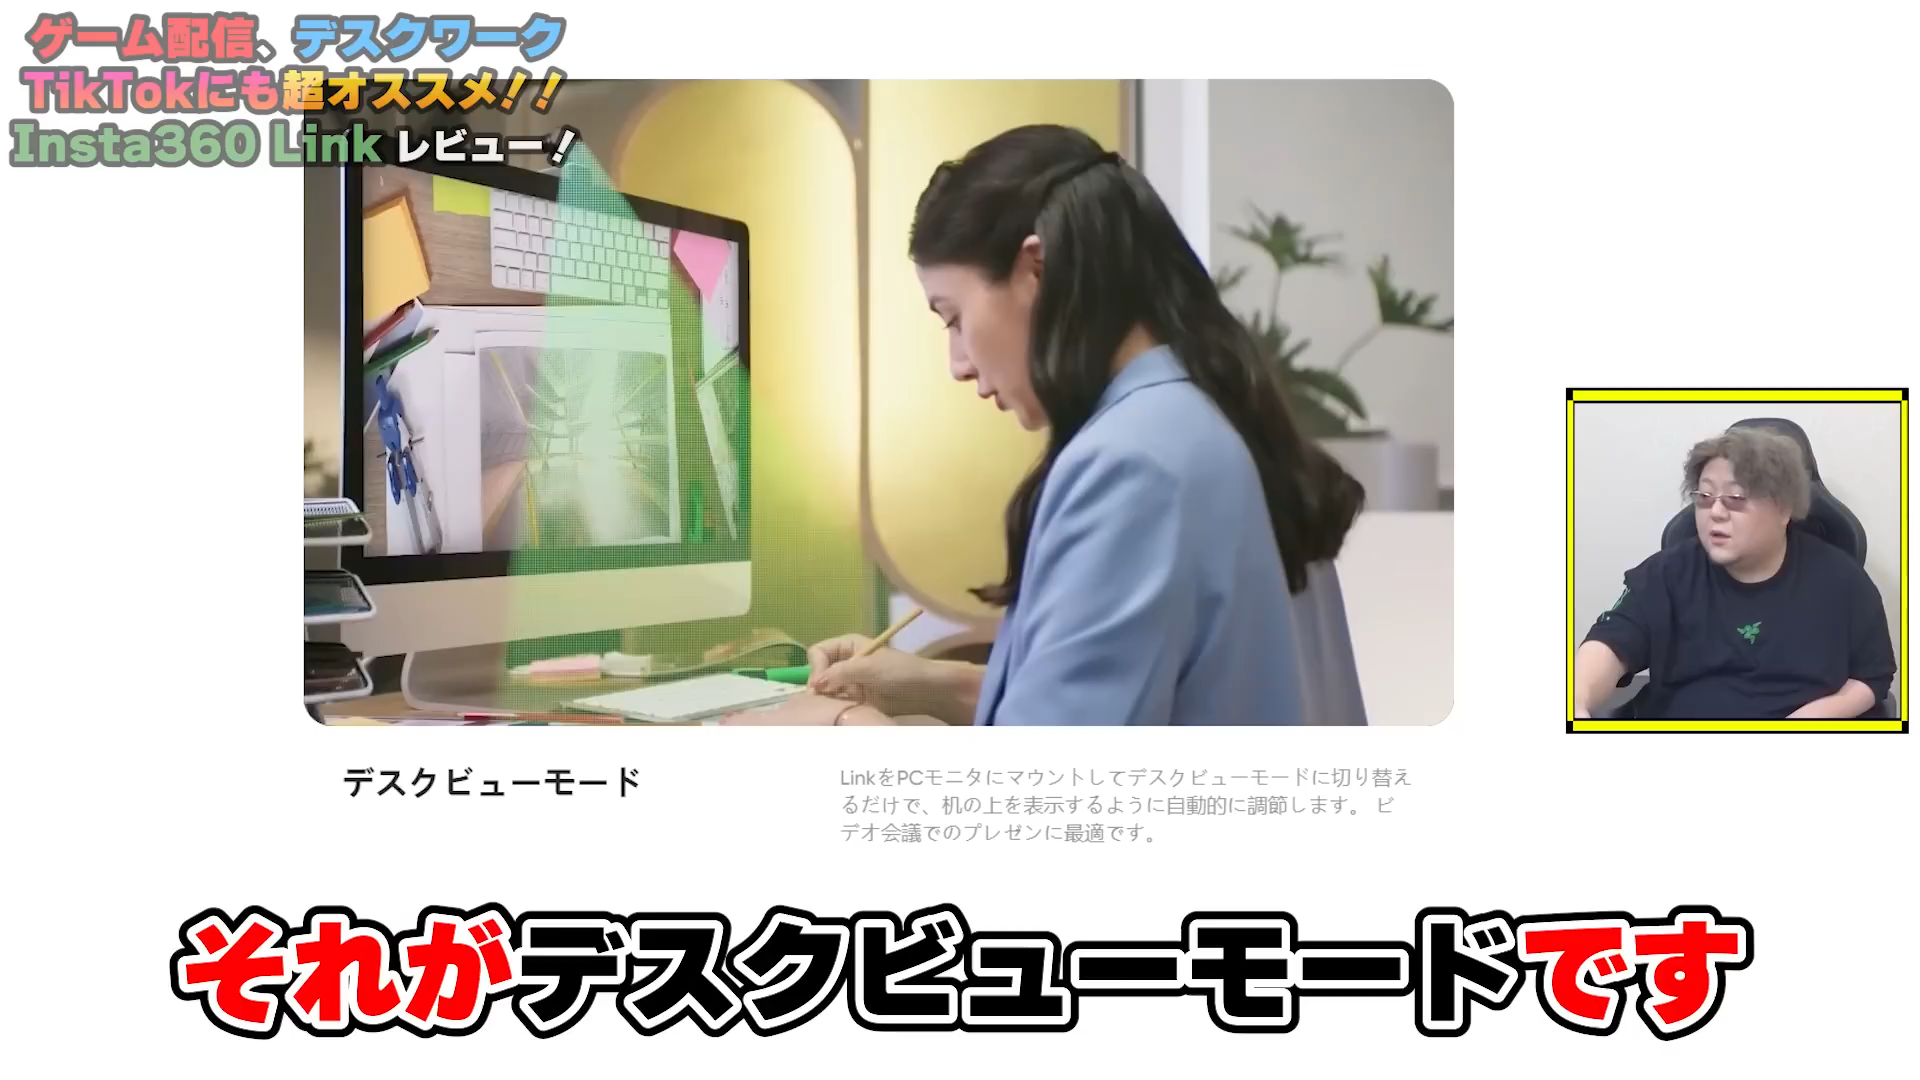 ゲーム配信、デスクワーク
TikTokにも超オススメ!!
Insta360 Link レビュー!
デスクビューモード
LinkをPCモニタにマウントしてデスクビューモードに切り替え
るだけで、机の上を表示するように自動的に調節します。 ビ
デオ会議でのプレゼンに最適です。
それがデスクビューモードです